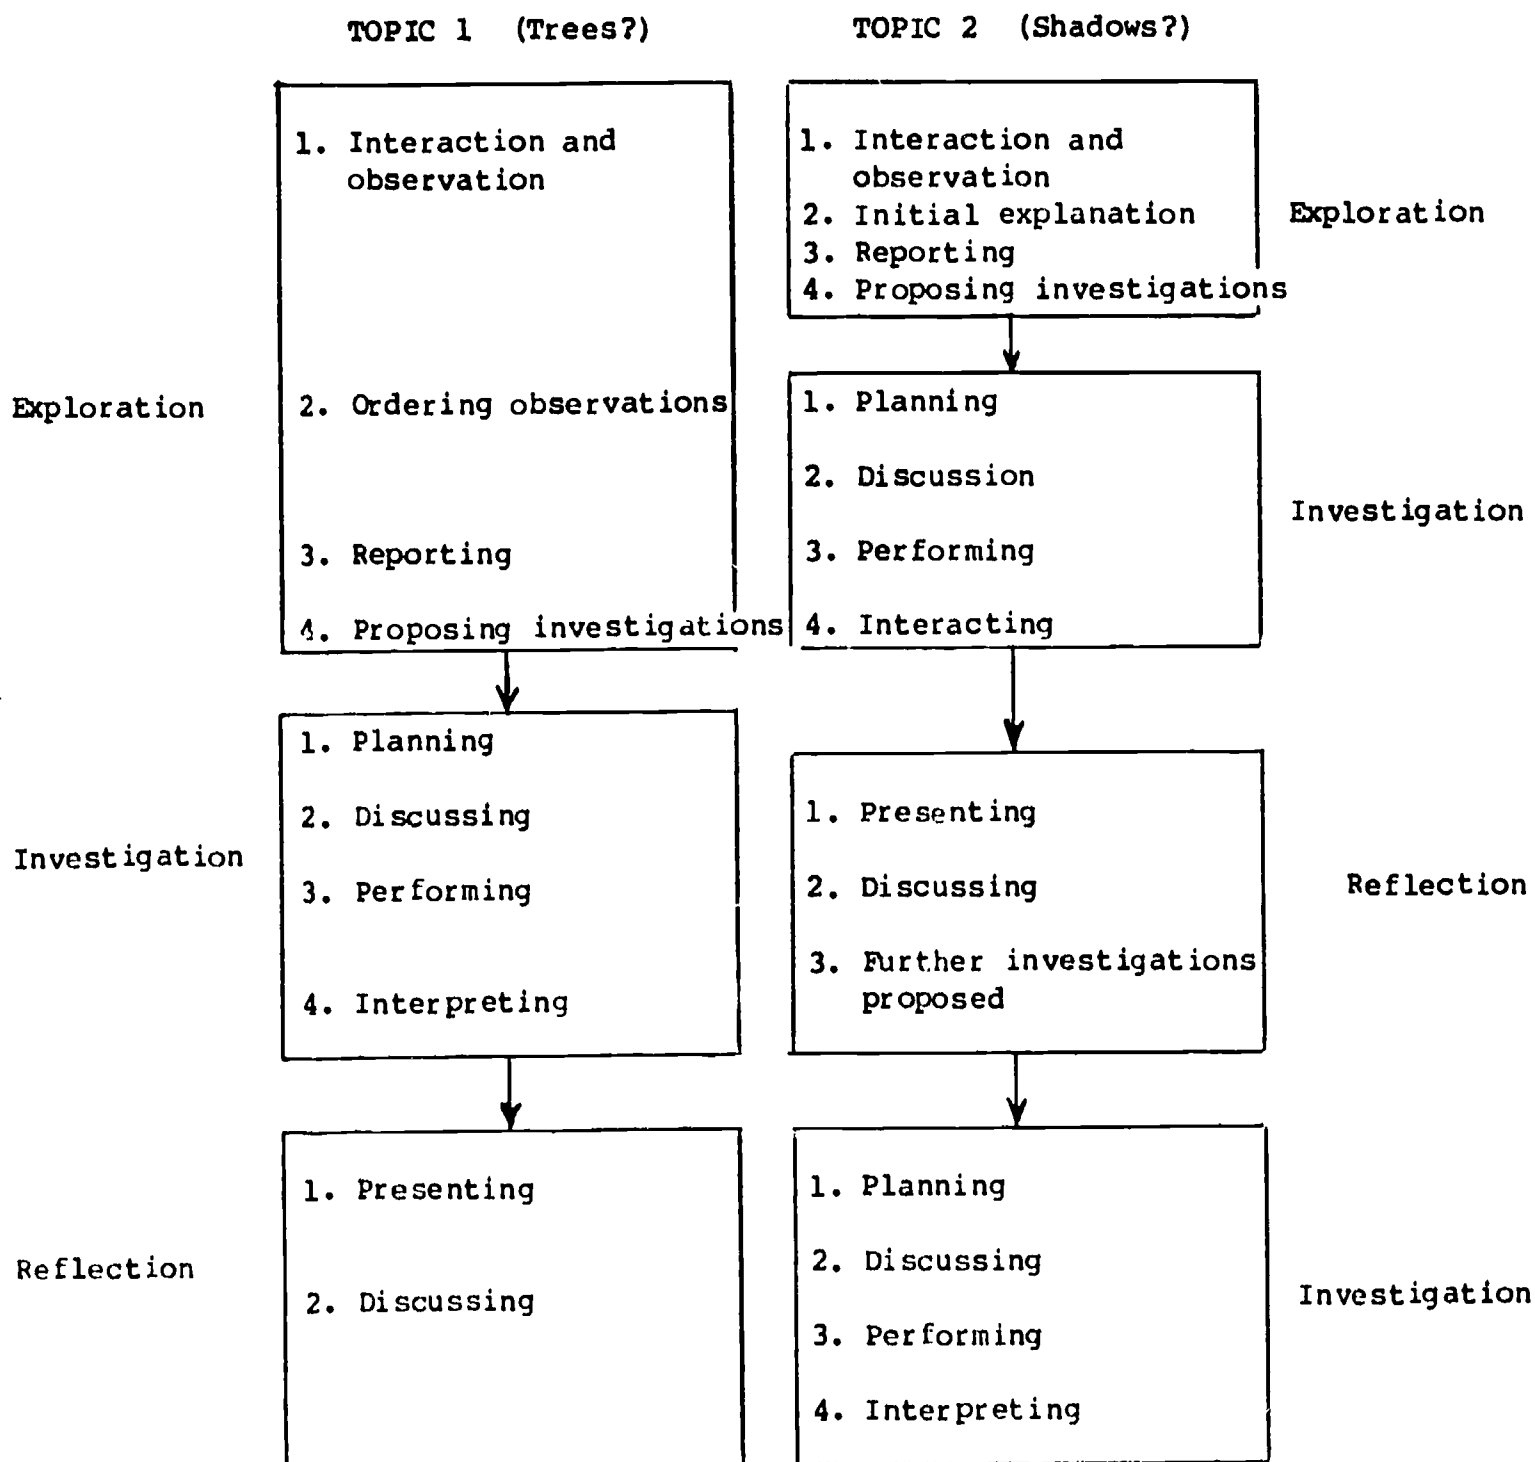 TOPIC 1 (Trees?)
1. Interaction and
observation
Exploration
2. Ordering observations
3. Reporting
4. Proposing investigations
Investigation
1. Planning
2. Discussing
3. Performing
4. Interpreting
Reflection
1. Presenting
2. Discussing
TOPIC 2 (Shadows?)
1. Interaction and
observation
2. Initial explanation
3. Reporting
4. Proposing investigations
Exploration
1. Planning
2. Discussion
3. Performing
4. Interacting
Investigation
1. Presenting
2. Discussing
3. Further investigations
proposed
Reflection
1. Planning
2. Discussing
3. Performing
4. Interpreting
Investigation